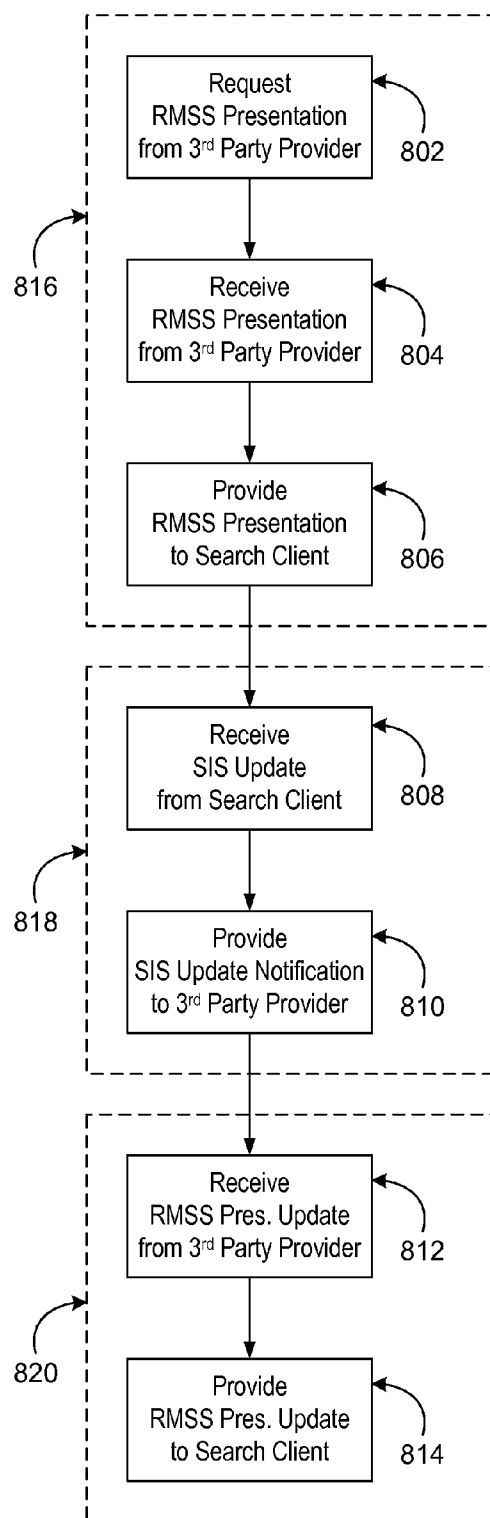 Request
RMSS Presentation
from 3rd Party Provider
802
816
Receive
RMSS Presentation
from 3rd Party Provider
804
Provide
RMSS Presentation
to Search Client
806
Receive
SIS Update
from Search Client
808
818
Provide
SIS Update Notification
to 3rd Party Provider
810
Receive
RMSS Pres. Update
from 3rd Party Provider
812
820
Provide
RMSS Pres. Update
to Search Client
814